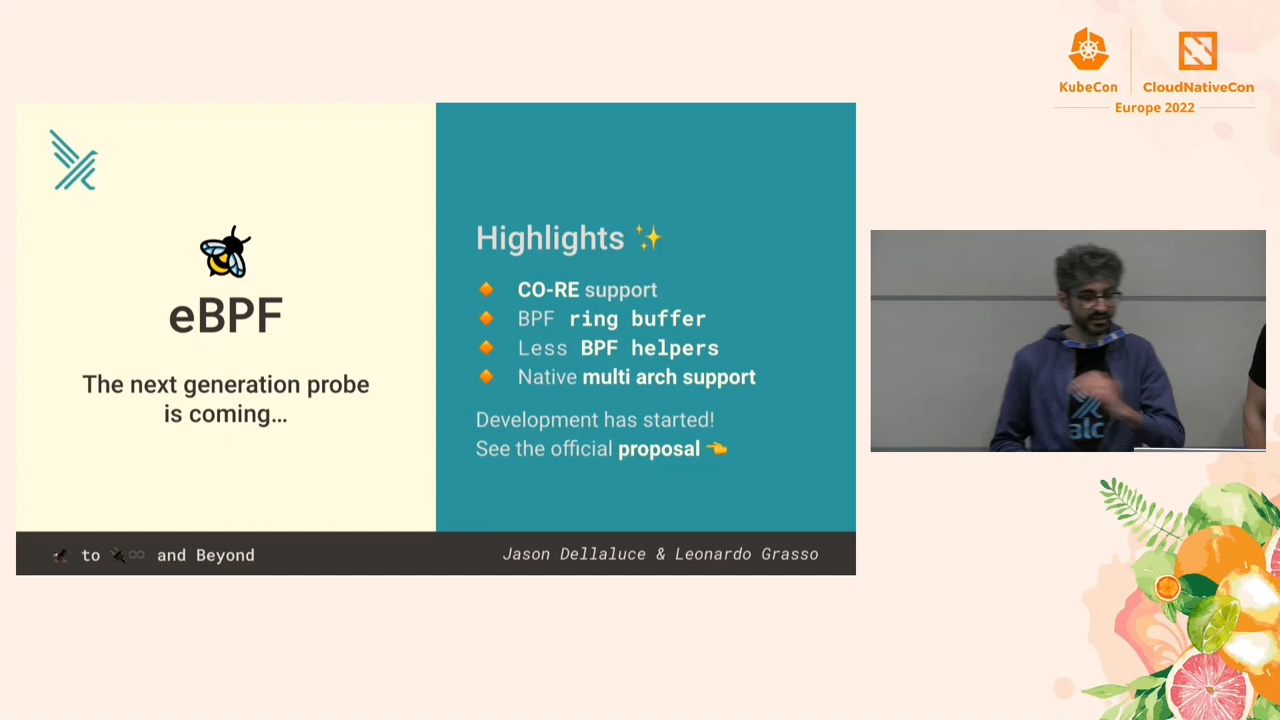 KubeCon
CloudNativeCon
Europe 2022
eBPF
The next generation probe
is coming...
Highlights ✨
🔸 CO-RE support
🔸 BPF ring buffer
🔸 Less BPF helpers
🔸 Native multi arch support
Development has started!
See the official proposal 👈
to 🔌∞ and Beyond
Jason Dellaluce & Leonardo Grasso
alc